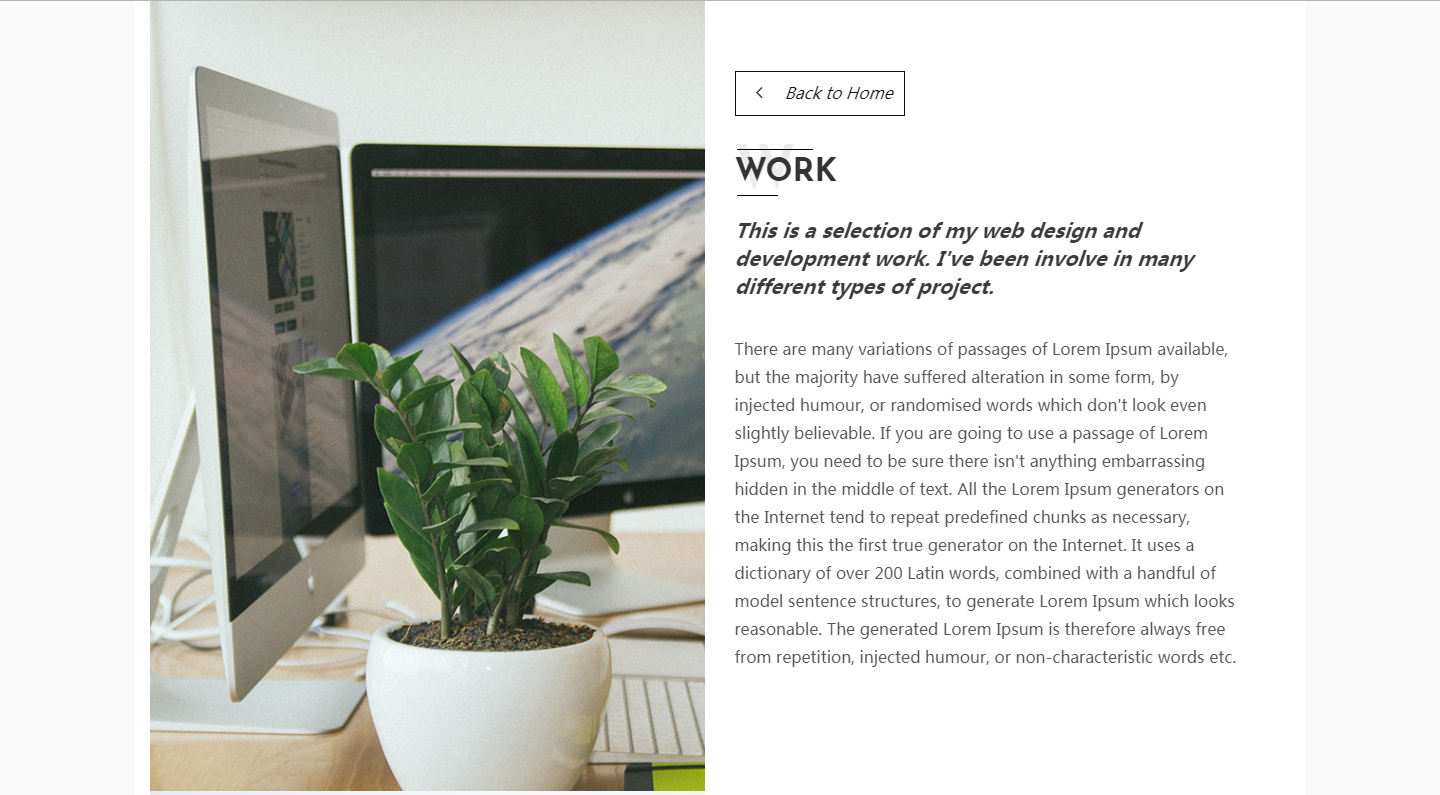 Back to Home
WORK
This is a selection of my web design and
development work. I've been involve in many
different types of project.
There are many variations of passages of Lorem Ipsum available,
but the majority have suffered alteration in some form, by
injected humour, or randomised words which don't look even
slightly believable. If you are going to use a passage of Lorem
Ipsum, you need to be sure there isn't anything embarrassing
hidden in the middle of text. All the Lorem Ipsum generators on
the Internet tend to repeat predefined chunks as necessary,
making this the first true generator on the Internet. It uses a
dictionary of over 200 Latin words, combined with a handful of
model sentence structures, to generate Lorem Ipsum which looks
reasonable. The generated Lorem Ipsum is therefore always free
from repetition, injected humour, or non-characteristic words etc.